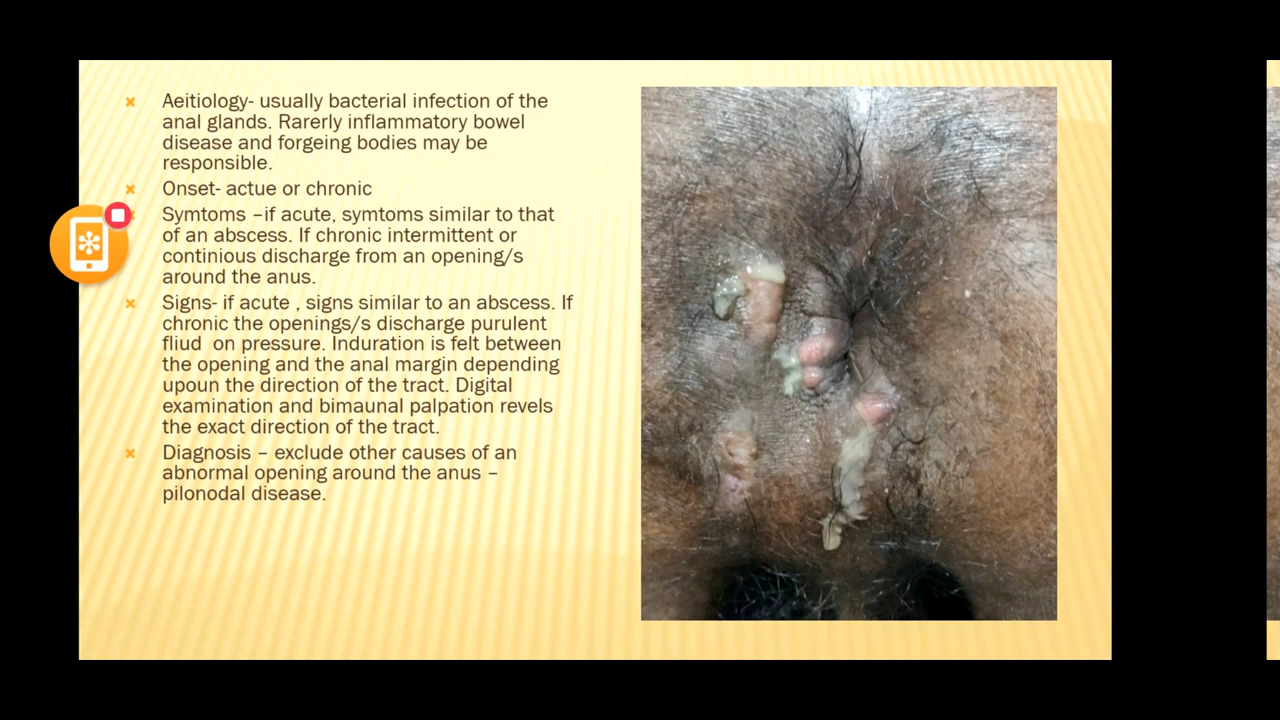 Aeitiology- usually bacterial infection of the
anal glands. Rarerly inflammatory bowel
disease and forgeing bodies may be
responsible.
Onset- actue or chronic
Symtoms –if acute, symtoms similar to that
of an abscess. If chronic intermittent or
continious discharge from an opening/s
around the anus.
Signs- if acute , signs similar to an abscess. If
chronic the openings/s discharge purulent
fliud on pressure. Induration is felt between
the opening and the anal margin depending
upoun the direction of the tract. Digital
examination and bimaunal palpation revels
the exact direction of the tract.
Diagnosis – exclude other causes of an
abnormal opening around the anus –
pilonodal disease.